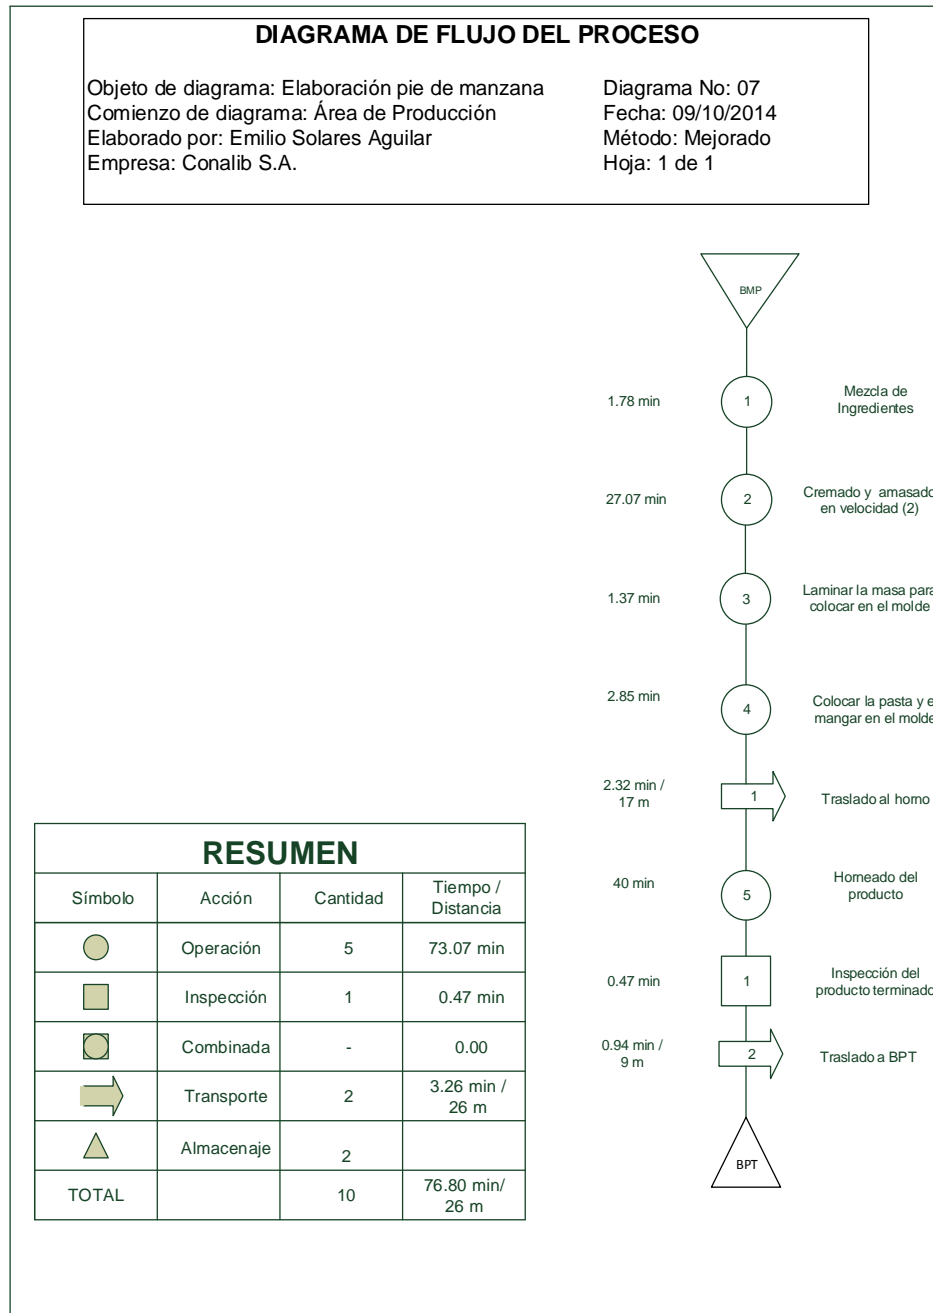 DIAGRAMA DE FLUJO DEL PROCESO
Objeto de diagrama: Elaboración pie de manzana
Comienzo de diagrama: Área de Producción
Elaborado por: Emilio Solares Aguilar
Empresa: Conalib S.A.
Diagrama No: 07
Fecha: 09/10/2014
Método: Mejorado
Hoja: 1 de 1
BMP
1.78 min
1
Mezcla de
Ingredientes
27.07 min
2
Cremado y amasado
en velocidad (2)
1.37 min
3
Laminar la masa para
colocar en el molde
2.85 min
4
Colocar la pasta y e
mangar en el molde
2.32 min /
17 m
1
Traslado al horno
40 min
5
Horneado del
producto
0.47 min
1
Inspección del
producto terminado
0.94 min /
9 m
2
Traslado a BPT
BPT
RESUMEN
Símbolo Acción Cantidad Tiempo /
Distancia
Operación 5 73.07 min
Inspección 1 0.47 min
Combinada - 0.00
Transporte 2 3.26 min /
26 m
Almacenaje 2
TOTAL 10 76.80 min/
26 m